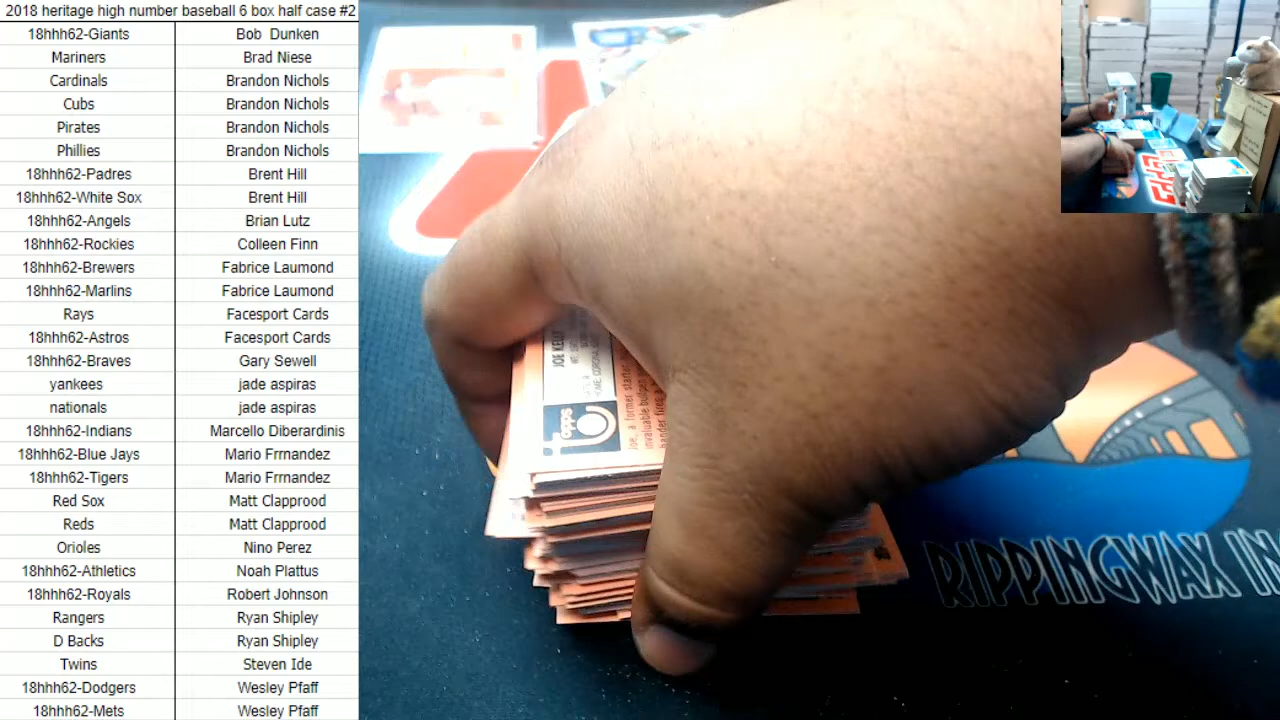 2018 heritage high number baseball 6 box half case #2
18hhh62-Giants Bob Dunken
Mariners Brad Niese
Cardinals Brandon Nichols
Cubs Brandon Nichols
Pirates Brandon Nichols
Phillies Brandon Nichols
18hhh62-Padres Brent Hill
18hhh62-White Sox Brent Hill
18hhh62-Angels Brian Lutz
18hhh62-Rockies Colleen Finn
18hhh62-Brewers Fabrice Laumond
18hhh62-Marlins Fabrice Laumond
Rays Facesport Cards
18hhh62-Astros Facesport Cards
18hhh62-Braves Gary Sewell
yankees jade aspiras
nationals jade aspiras
18hhh62-Indians Marcello Diberardinis
18hhh62-Blue Jays Mario Frrnandez
18hhh62-Tigers Mario Frrnandez
Red Sox Matt Clapprood
Reds Matt Clapprood
Orioles Nino Perez
18hhh62-Athletics Noah Plattus
18hhh62-Royals Robert Johnson
Rangers Ryan Shipley
D Backs Ryan Shipley
Twins Steven Ide
18hhh62-Dodgers Wesley Pfaff
18hhh62-Mets Wesley Pfaff
JOE KELLY
topps
Joe, a former starter
invaluable bullpen
RIPPINGWAX IN